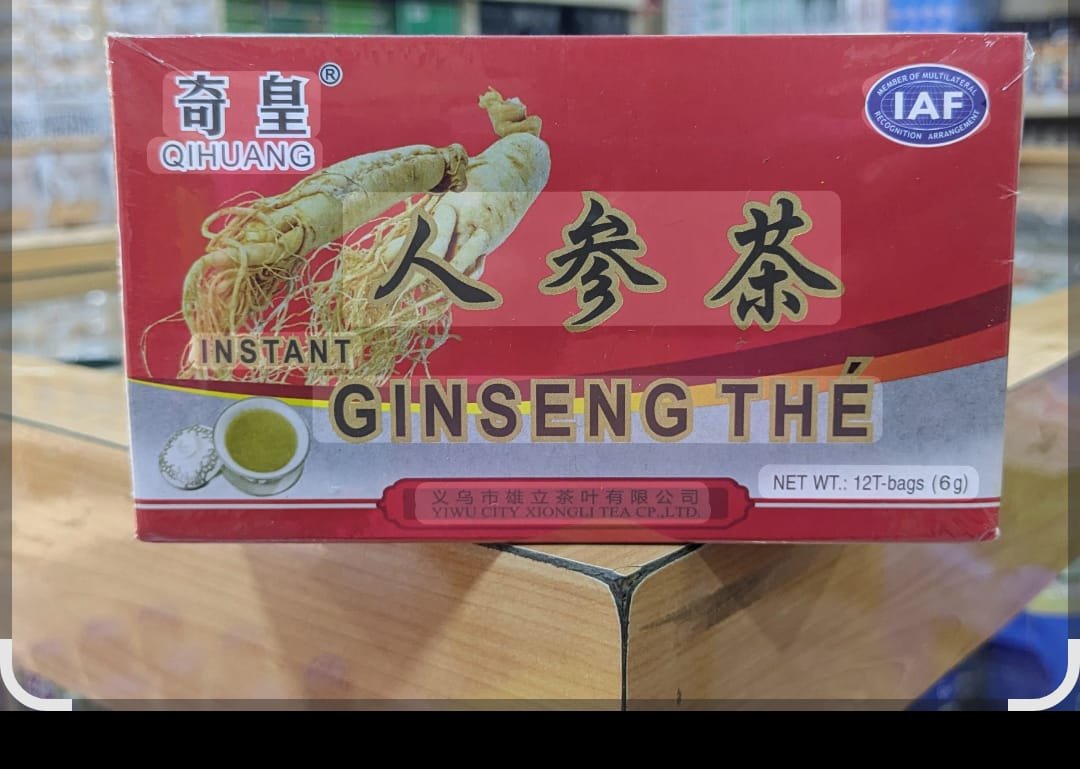 奇皇®
QIHUANG
MEMBER OF MULTILATERAL
IAF
RECOGNITION ARRANGEMENT
人参茶
INSTANT
GINSENG THÉ
NET WT.: 12T-bags (6g)
义乌市雄立茶叶有限公司
YIWU CITY XIONGLI TEA CP.,LTD.